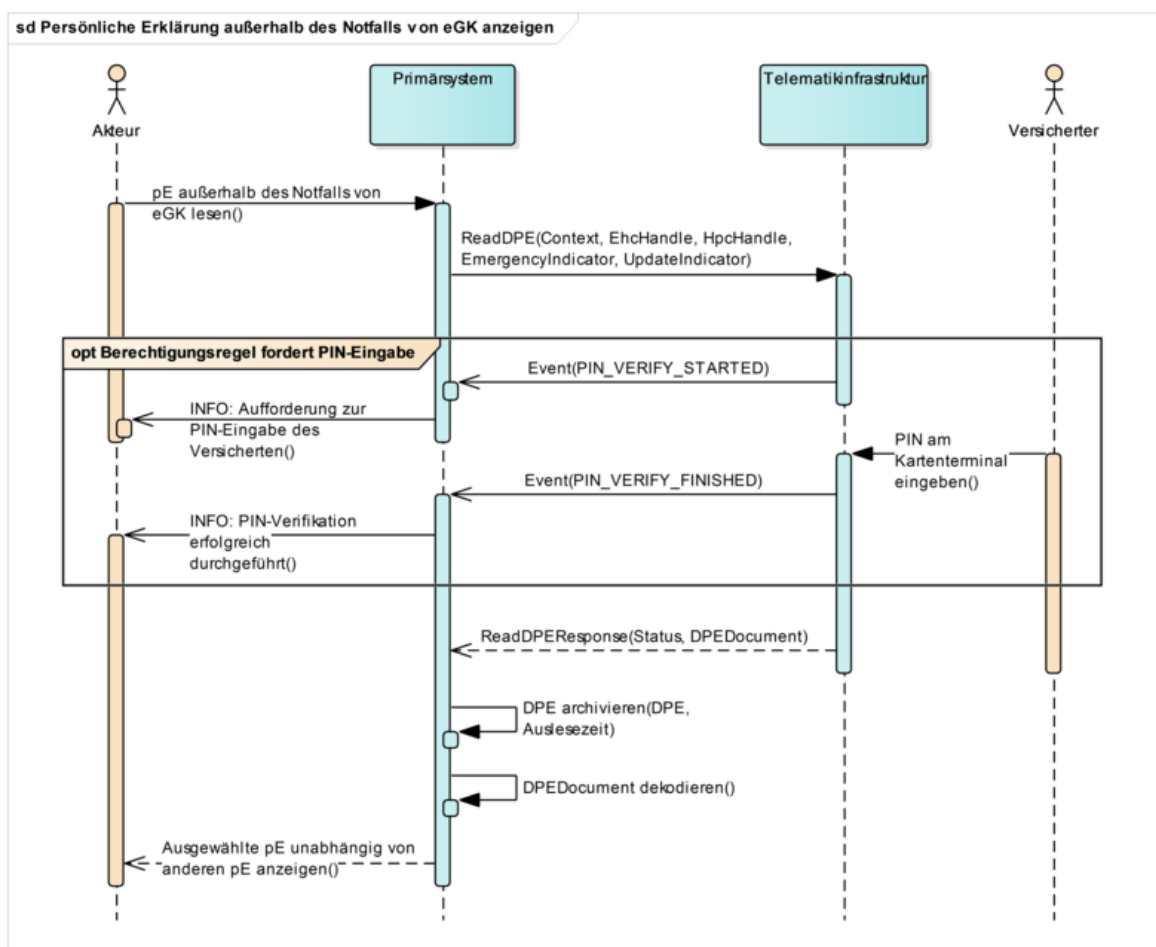 sd Persönliche Erklärung außerhalb des Notfalls von eGK anzeigen
Akteur
Primärsystem
Telematikinfrastruktur
Versicherter
pE außerhalb des Notfalls von
eGK lesen()
ReadDPE(Context, EhcHandle, HpcHandle,
EmergencyIndicator, UpdateIndicator)
opt Berechtigungsregel fordert PIN-Eingabe
Event(PIN_VERIFY_STARTED)
INFO: Aufforderung zur
PIN-Eingabe des
Versicherten()
PIN am
Kartenterminal
eingeben()
Event(PIN_VERIFY_FINISHED)
INFO: PIN-Verifikation
erfolgreich
durchgeführt()
ReadDPEResponse(Status, DPEDocument)
DPE archivieren(DPE,
Auslesezeit)
DPEDocument dekodieren()
Ausgewählte pE unabhängig von
anderen pE anzeigen()